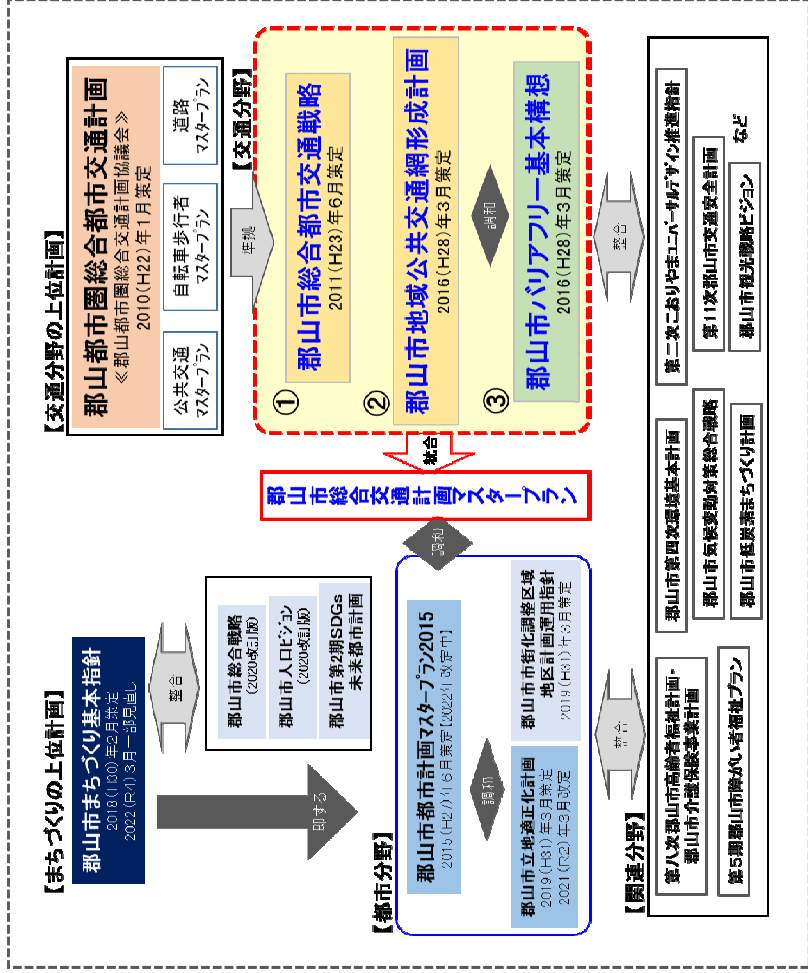 【まちづくりの上位計画】
郡山市まちづくり基本指針
2018(H30)年2月策定
2022(R4)3月一部見直し
整合
郡山市総合戦略
(2020改訂版)
郡山市人口ビジョン
(2020改訂版)
郡山市第2期SDGs
未来都市計画
即する
【交通分野の上位計画】
郡山都市圏総合都市交通計画
≪郡山都市圏総合交通計画協議会≫
2010(H22)年1月策定
公共交通
マスタープラン
自転車歩行者
マスタープラン
道路
マスタープラン
準拠
【交通分野】
①
郡山市総合都市交通戦略
2011(H23)年6月策定
②
郡山市地域公共交通網形成計画
2016(H28)年3月策定
調和
③
郡山市バリアフリー基本構想
2016(H28)年3月策定
統合
郡山市総合交通計画マスタープラン
調和
【都市分野】
郡山市都市計画マスタープラン2015
2015(H27)年6月策定【2022年改定中】
調和
郡山市立地適正化計画
2019(H31)年3月策定
2021(R2)年3月改定
郡山市市街化調整区域
地区計画運用指針
2019(H31)年3月策定
整合
整合
【関連分野】
第八次郡山市高齢者福祉計画・
郡山市介護保険事業計画
第5期郡山市障がい者福祉プラン
郡山市第四次環境基本計画
郡山市気候変動対策総合戦略
郡山市低炭素まちづくり計画
第二次こおりやまユニバーサルデザイン推進指針
第11次郡山市交通安全計画
郡山市観光戦略ビジョン
など